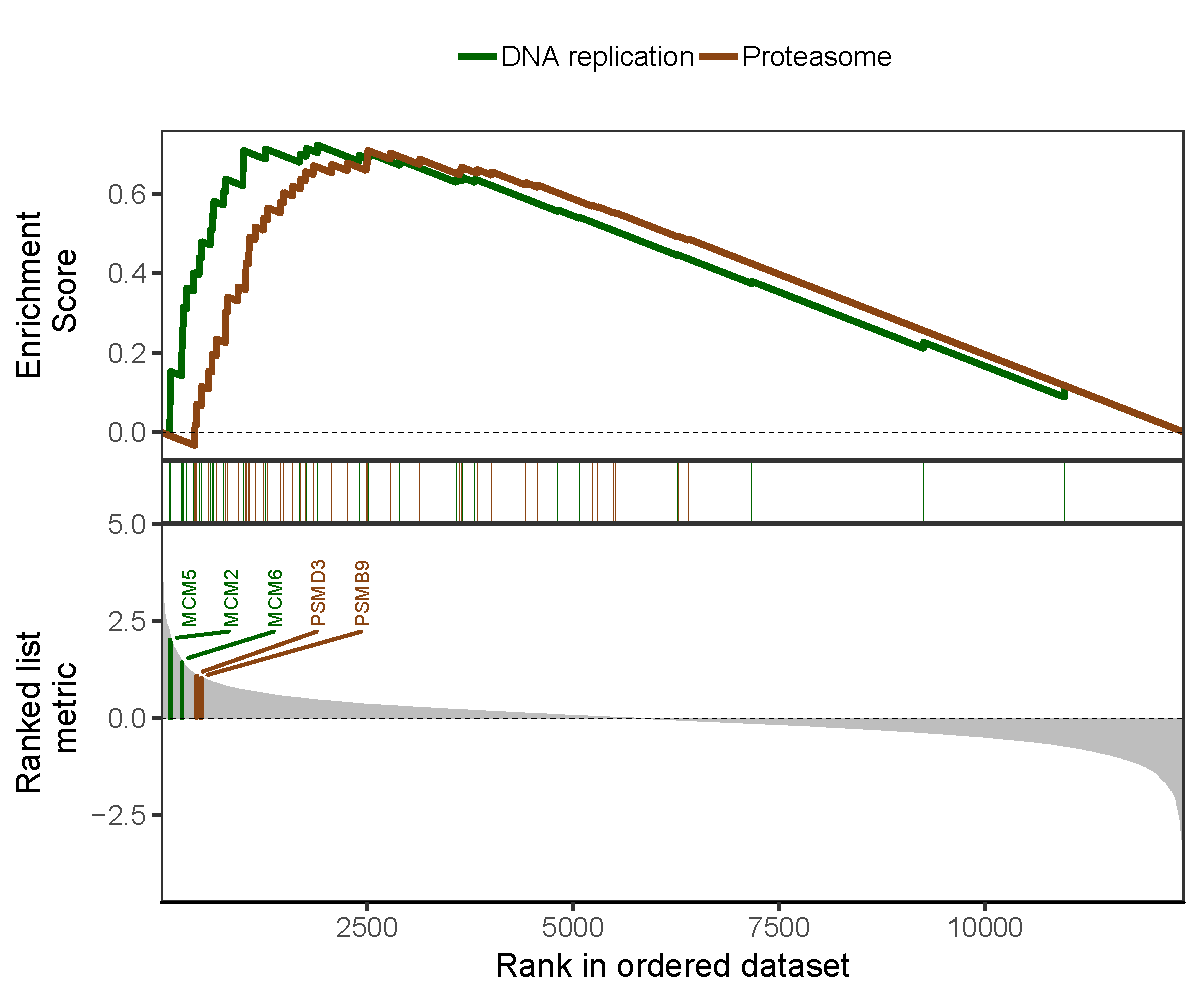 DNA replication Proteasome
Enrichment
Score
0.6
0.4
0.2
0.0
5.0
2.5
0.0
−2.5
Ranked list
metric
MCM5
MCM2
MCM6
PSMD3
PSMB9
2500 5000 7500 10000
Rank in ordered dataset